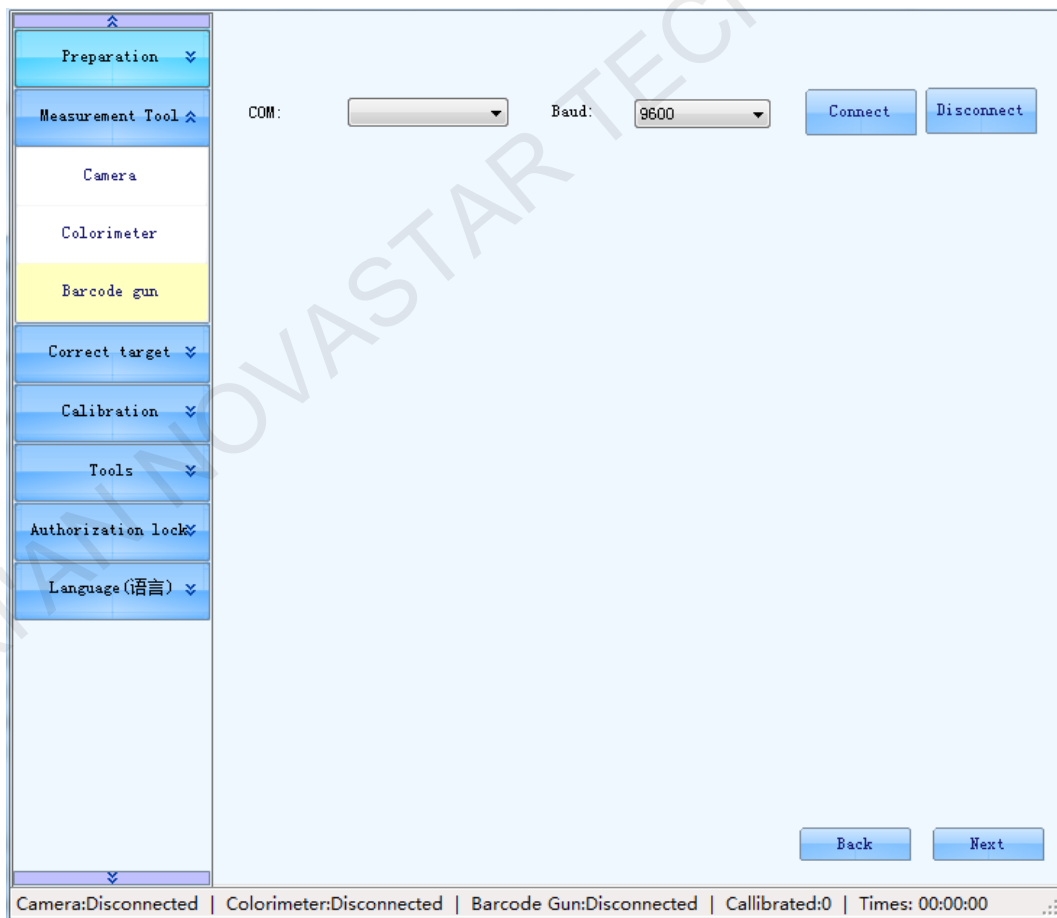 Preparation
Measurement Tool
Camera
Colorimeter
Barcode gun
Correct target
Calibration
Tools
Authorization lock
Language(语言)
COM:
Baud: 9600
Connect
Disconnect
Back
Next
Camera:Disconnected | Colorimeter:Disconnected | Barcode Gun:Disconnected | Callibrated:0 | Times: 00:00:00
NOVASTAR